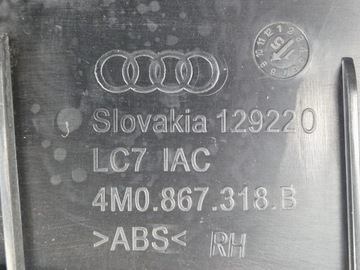 Slovakia 129220
LC7 IAC
4M0.867.318.B
>ABS< RH